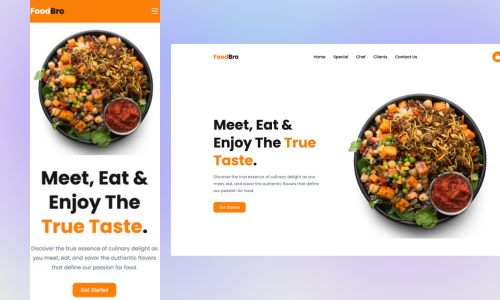 FoodBro
Meet, Eat &
Enjoy The
True Taste.
Discover the true essence of culinary delight as
you meet, eat, and savor the authentic flavors
that define our passion for food.
Get Started
FoodBro
Home Special Chef Clients Contact Us
Meet, Eat &
Enjoy The True
Taste.
Discover the true essence of culinary delight as you
meet, eat, and savor the authentic flavors that define
our passion for food.
Get Started